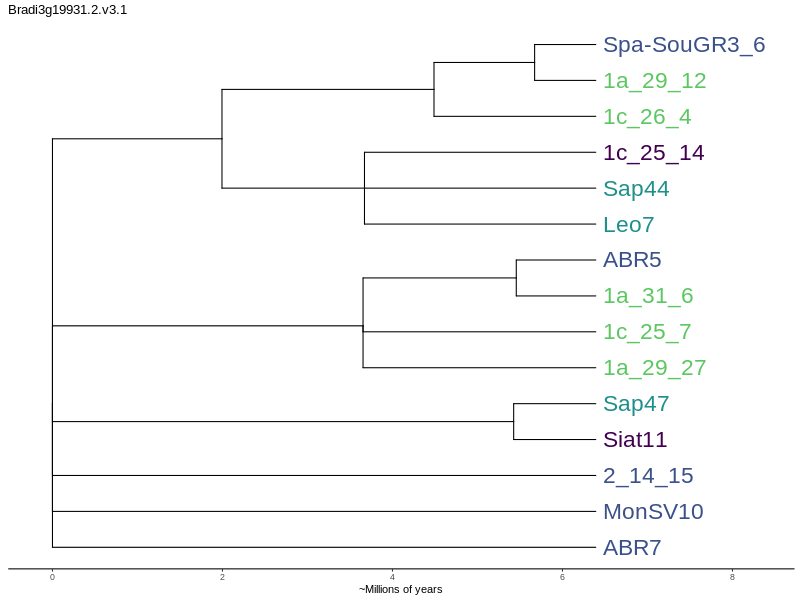 Bradi3g19931.2.v3.1
Spa-SouGR3_6
1a_29_12
1c_26_4
1c_25_14
Sap44
Leo7
ABR5
1a_31_6
1c_25_7
1a_29_27
Sap47
Siat11
2_14_15
MonSV10
ABR7
0 2 4 6 8
~Millions of years